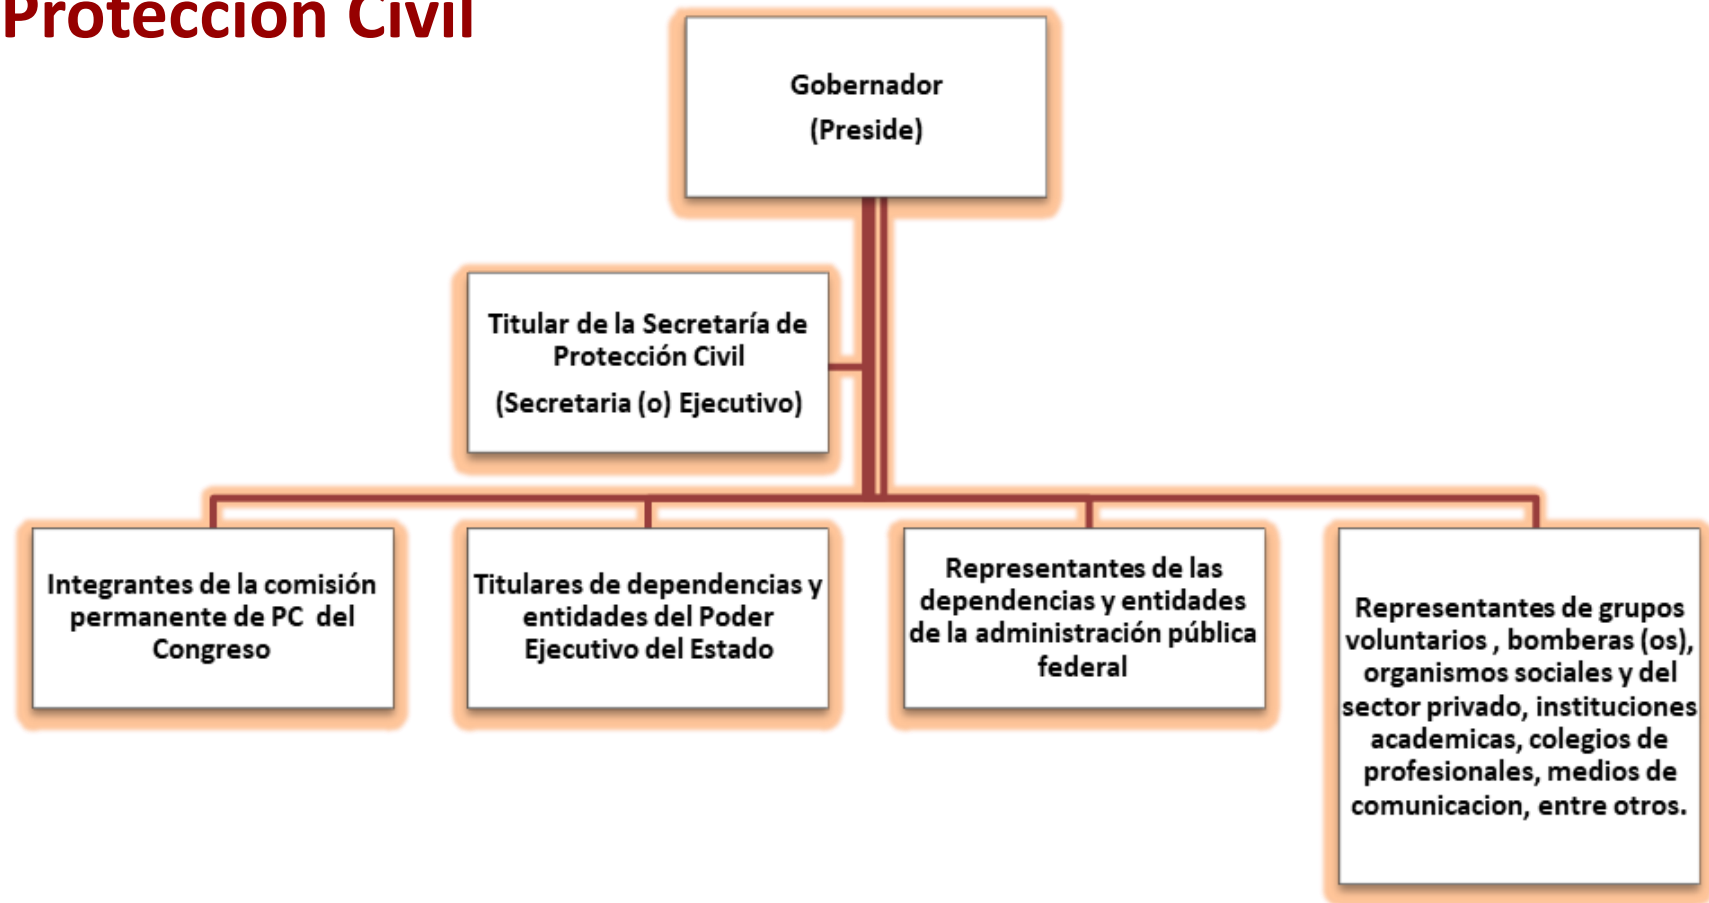 Protección Civil
Gobernador
(Preside)
Titular de la Secretaría de
Protección Civil
(Secretaria (o) Ejecutivo)
Integrantes de la comisión
permanente de PC  del
Congreso
Titulares de dependencias y
entidades del Poder
Ejecutivo del Estado
Representantes de las
dependencias y entidades
de la administración pública
federal
Representantes de grupos
voluntarios , bomberas (os),
organismos sociales y del
sector privado, instituciones
academicas, colegios de
profesionales, medios de
comunicacion, entre otros.